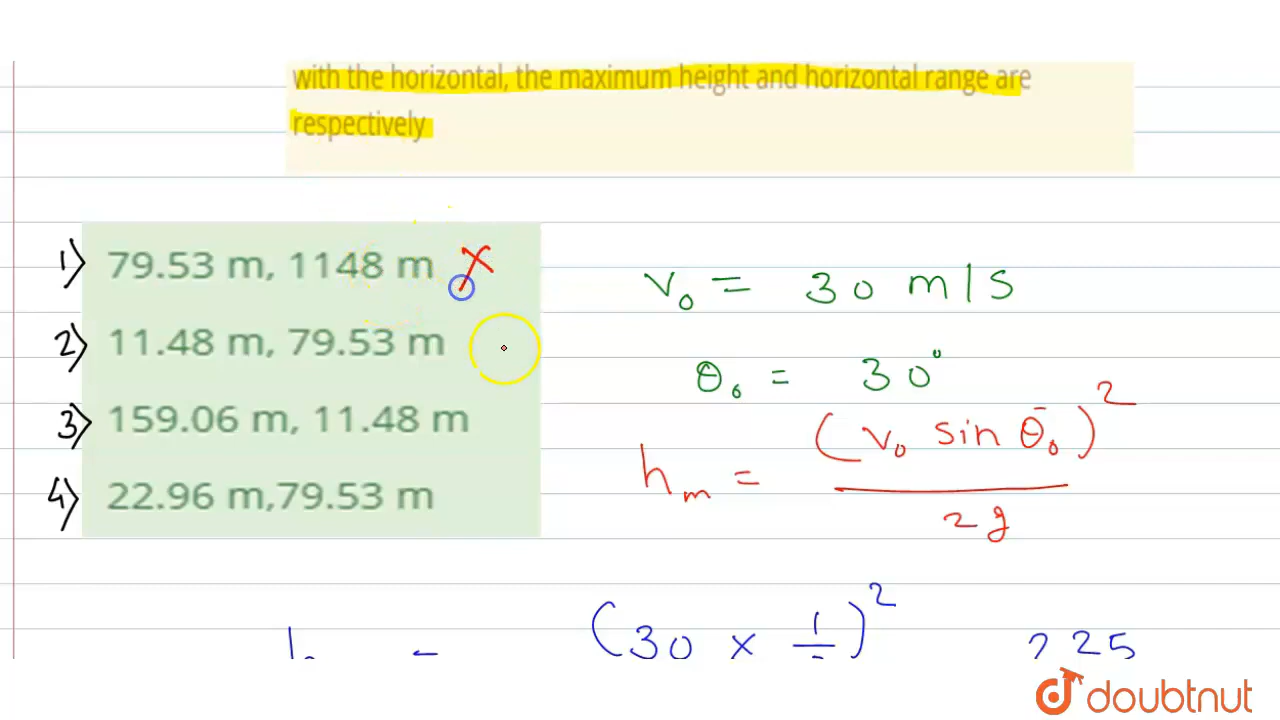 with the horizontal, the maximum height and horizontal range are
respectively
1) 79.53 m, 1148 m
2) 11.48 m, 79.53 m
3) 159.06 m, 11.48 m
4) 22.96 m,79.53 m
v₀ = 30 m/s
θ₀ = 30°
hₘ = (v₀ sin θ₀)²
2g
(30 × 1
)² 225
doubtnut